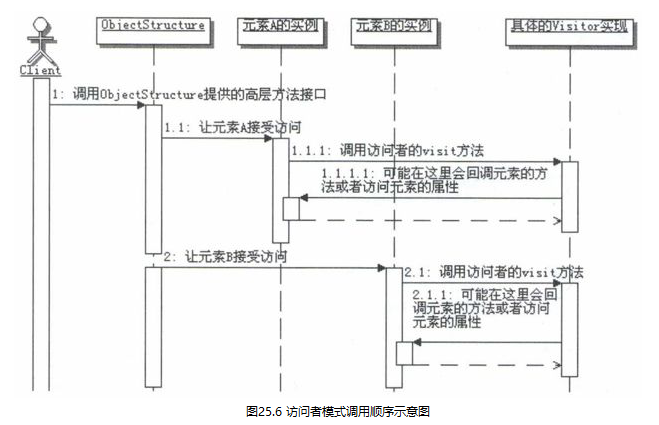 ObjectStructure
元素A的实例
元素B的实例
具体的Visitor实现
Client
1: 调用ObjectStructure提供的高层方法接口
1.1: 让元素A接受访问
1.1.1: 调用访问者的visit方法
1.1.1.1: 可能在这里会回调元素的方
法或者访问元素的属性
2: 让元素B接受访问
2.1: 调用访问者的visit方法
2.1.1: 可能在这里会回
调元素的方法或者访问
元素的属性
图25.6 访问者模式调用顺序示意图